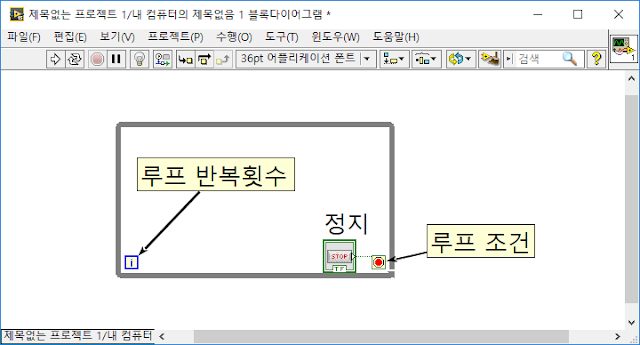 제목없는 프로젝트 1/내 컴퓨터의 제목없음 1 블록다이어그램 *
파일(F) 편집(E) 보기(V) 프로젝트(P) 수행(O) 도구(T) 윈도우(W) 도움말(H)
36pt 어플리케이션 폰트 검색 ? 1
루프 반복횟수
정지
루프 조건
i STOP
TF
제목없는 프로젝트 1/내 컴퓨터